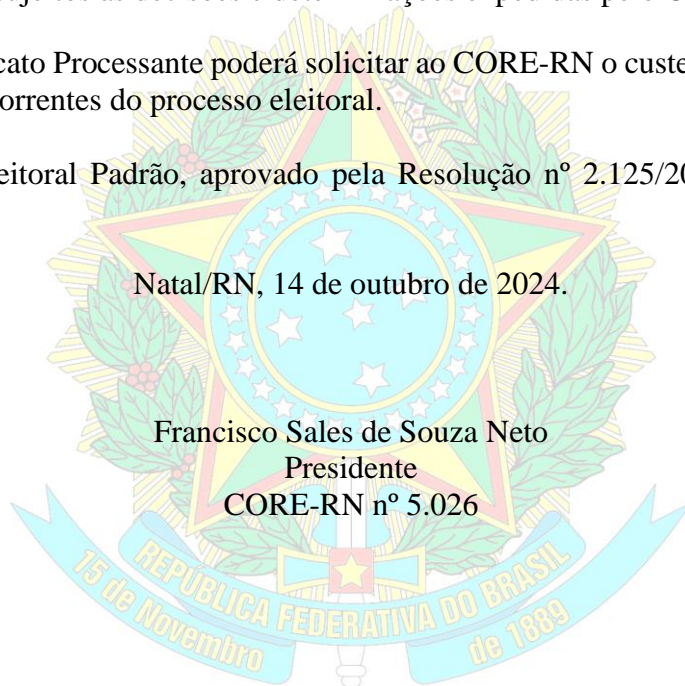 cato Processante poderá solicitar ao CORE-RN o custe
orrentes do processo eleitoral.
eitoral Padrão, aprovado pela Resolução nº 2.125/20
Natal/RN, 14 de outubro de 2024.
Francisco Sales de Souza Neto
Presidente
CORE-RN nº 5.026
REPÚBLICA FEDERATIVA DO BRASIL
15 de Novembro
de 1889